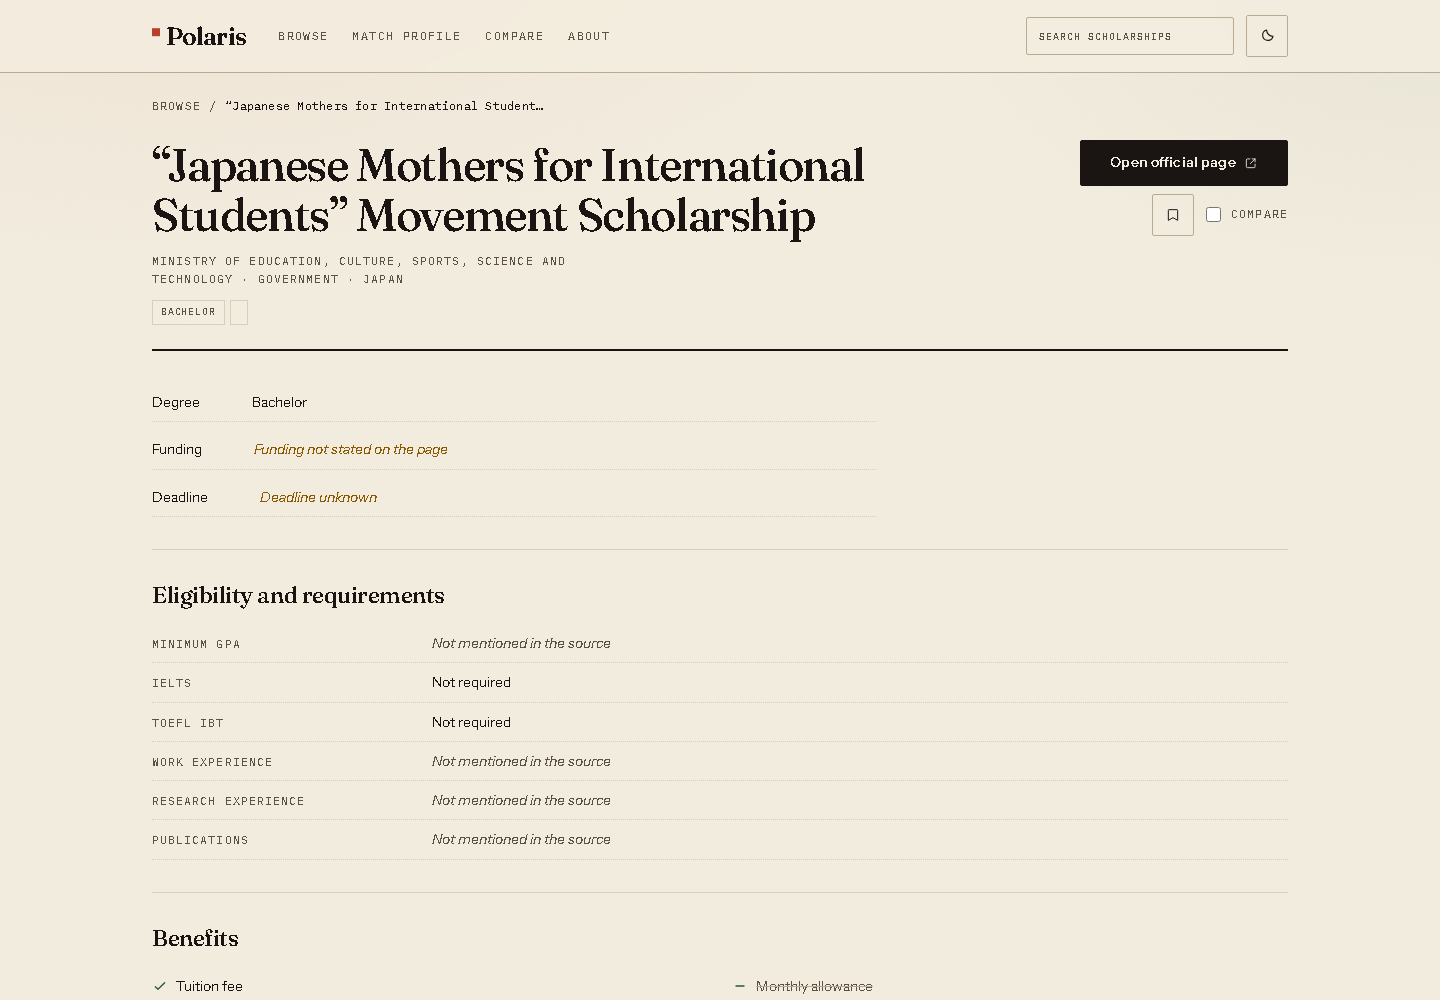 Polaris
BROWSE
MATCH PROFILE
COMPARE
ABOUT
SEARCH SCHOLARSHIPS
BROWSE / “Japanese Mothers for International Student…
“Japanese Mothers for International
Students” Movement Scholarship
Open official page
COMPARE
MINISTRY OF EDUCATION, CULTURE, SPORTS, SCIENCE AND
TECHNOLOGY · GOVERNMENT · JAPAN
BACHELOR
Degree Bachelor
Funding Funding not stated on the page
Deadline Deadline unknown
Eligibility and requirements
MINIMUM GPA Not mentioned in the source
IELTS Not required
TOEFL IBT Not required
WORK EXPERIENCE Not mentioned in the source
RESEARCH EXPERIENCE Not mentioned in the source
PUBLICATIONS Not mentioned in the source
Benefits
Tuition fee
Monthly allowance